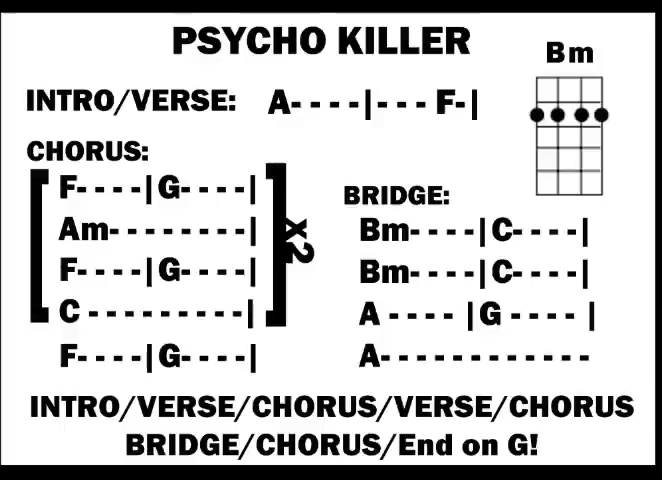 PSYCHO KILLER
Bm
INTRO/VERSE: A- - - -|- - - F-|
CHORUS:
F- - - -|G- - - -|
Am- - - - - - - -|
F- - - -|G- - - -|
C - - - - - - - - -|
x2
F- - - -|G- - - -|
BRIDGE:
Bm- - - -|C- - - -|
Bm- - - -|C- - - -|
A - - - - |G - - - - |
A- - - - - - - - - - - -
INTRO/VERSE/CHORUS/VERSE/CHORUS
BRIDGE/CHORUS/End on G!